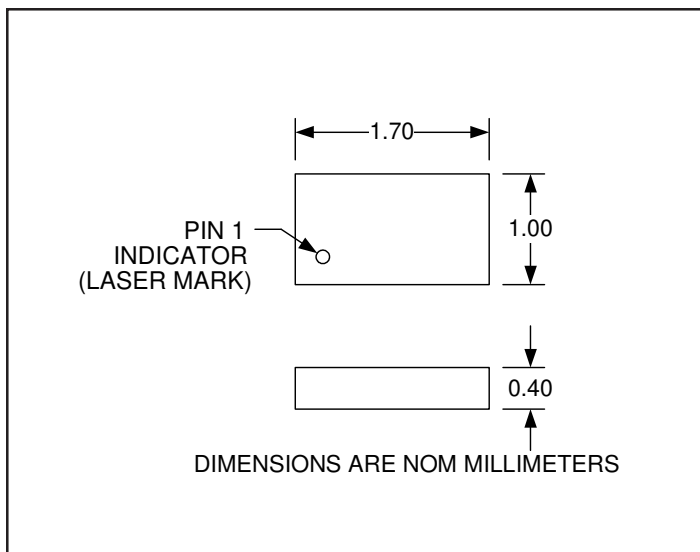 1.70
1.00
PIN 1
INDICATOR
(LASER MARK)
0.40
DIMENSIONS ARE NOM MILLIMETERS